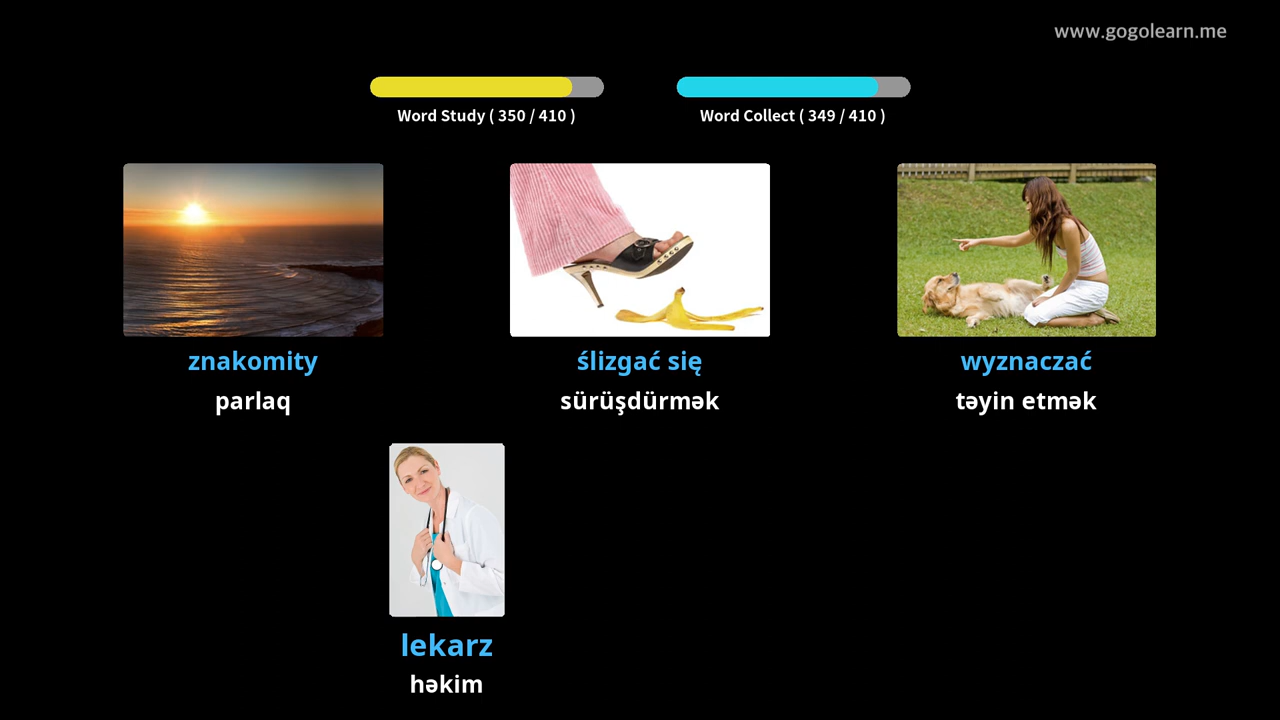 www.gogolearn.me
Word Study ( 350 / 410 )
Word Collect ( 349 / 410 )
znakomity
parlaq
ślizgać się
sürüşdürmək
wyznaczać
təyin etmək
lekarz
həkim